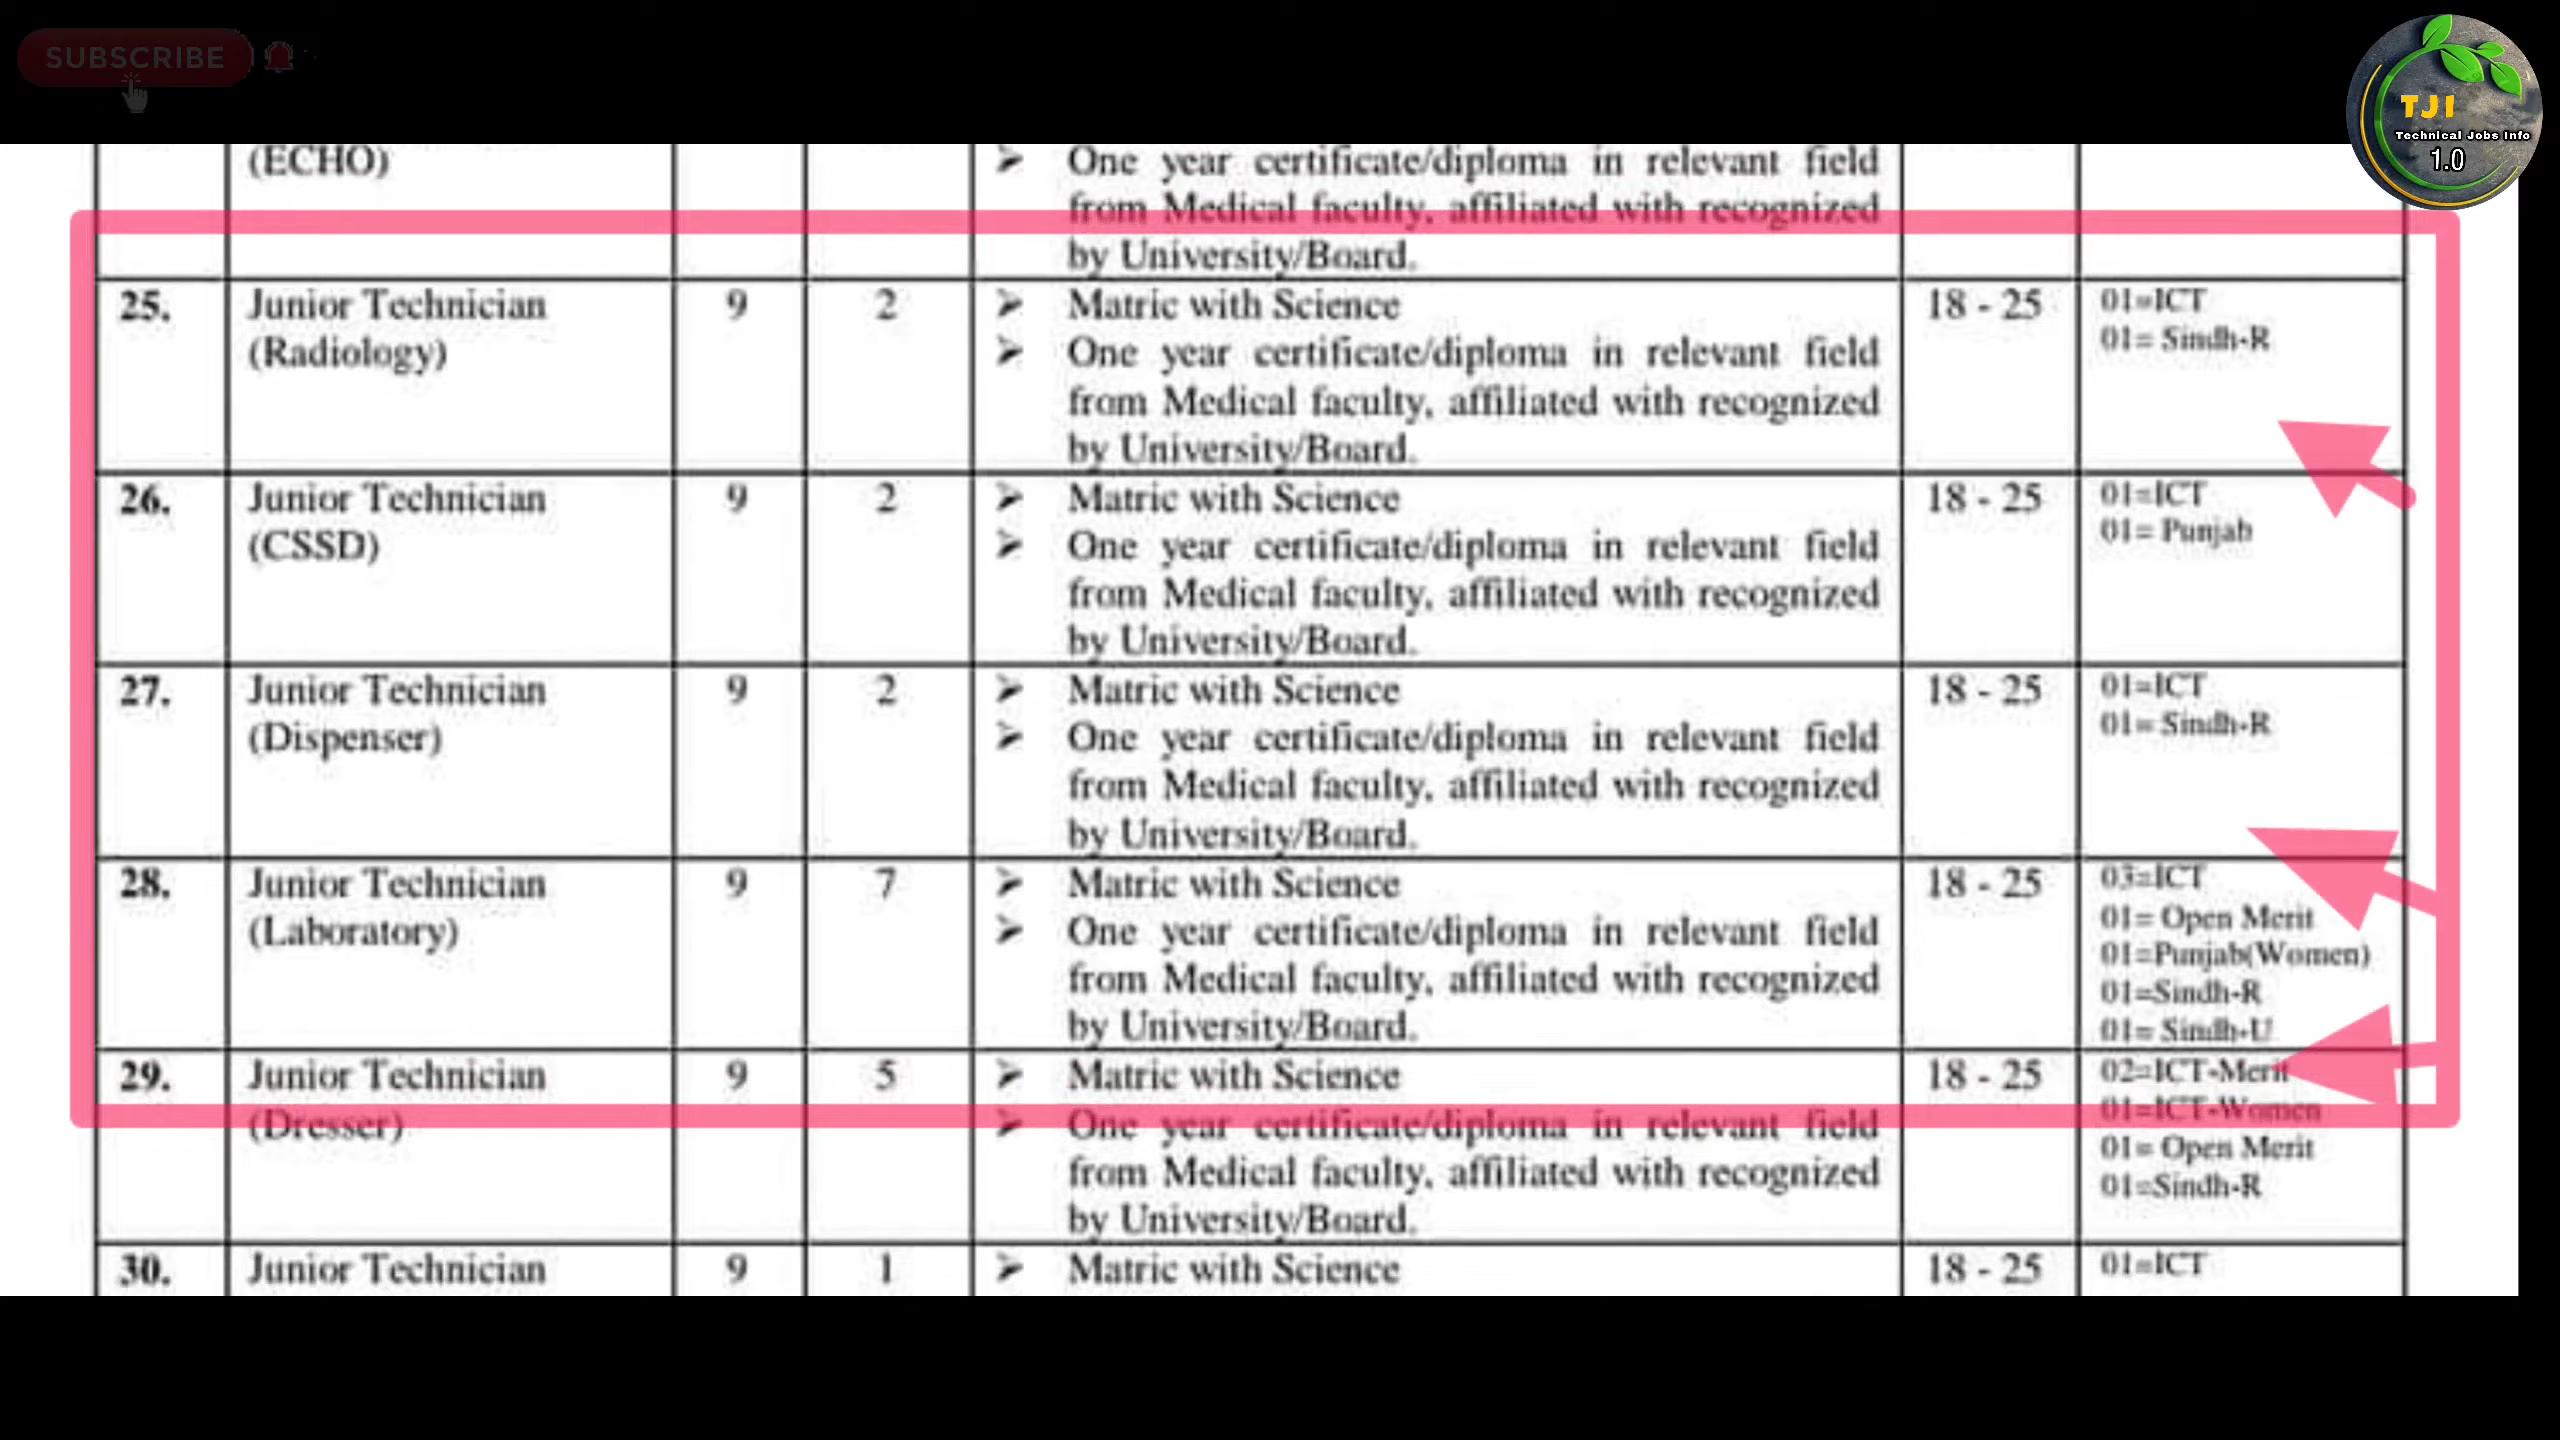 SUBSCRIBE
TJI
Technical Jobs Info
1.0
(ECHO)
➤ One year certificate/diploma in relevant field
from Medical faculty, affiliated with recognized
by University/Board.
25. Junior Technician 9 2 ➤ Matric with Science 18 - 25 01=ICT
(Radiology) ➤ One year certificate/diploma in relevant field 01= Sindh-R
from Medical faculty, affiliated with recognized
by University/Board.
26. Junior Technician 9 2 ➤ Matric with Science 18 - 25 01=ICT
(CSSD) ➤ One year certificate/diploma in relevant field 01= Punjab
from Medical faculty, affiliated with recognized
by University/Board.
27. Junior Technician 9 2 ➤ Matric with Science 18 - 25 01=ICT
(Dispenser) ➤ One year certificate/diploma in relevant field 01= Sindh-R
from Medical faculty, affiliated with recognized
by University/Board.
28. Junior Technician 9 7 ➤ Matric with Science 18 - 25 03=ICT
(Laboratory) ➤ One year certificate/diploma in relevant field 01= Open Merit
from Medical faculty, affiliated with recognized 01=Punjab(Women)
by University/Board. 01=Sindh-R
01= Sindh-U
29. Junior Technician 9 5 ➤ Matric with Science 18 - 25 02=ICT-Merit
(Dresser) ➤ One year certificate/diploma in relevant field 01=ICT-Women
from Medical faculty, affiliated with recognized 01= Open Merit
by University/Board. 01=Sindh-R
30. Junior Technician 9 1 ➤ Matric with Science 18 - 25 01=ICT